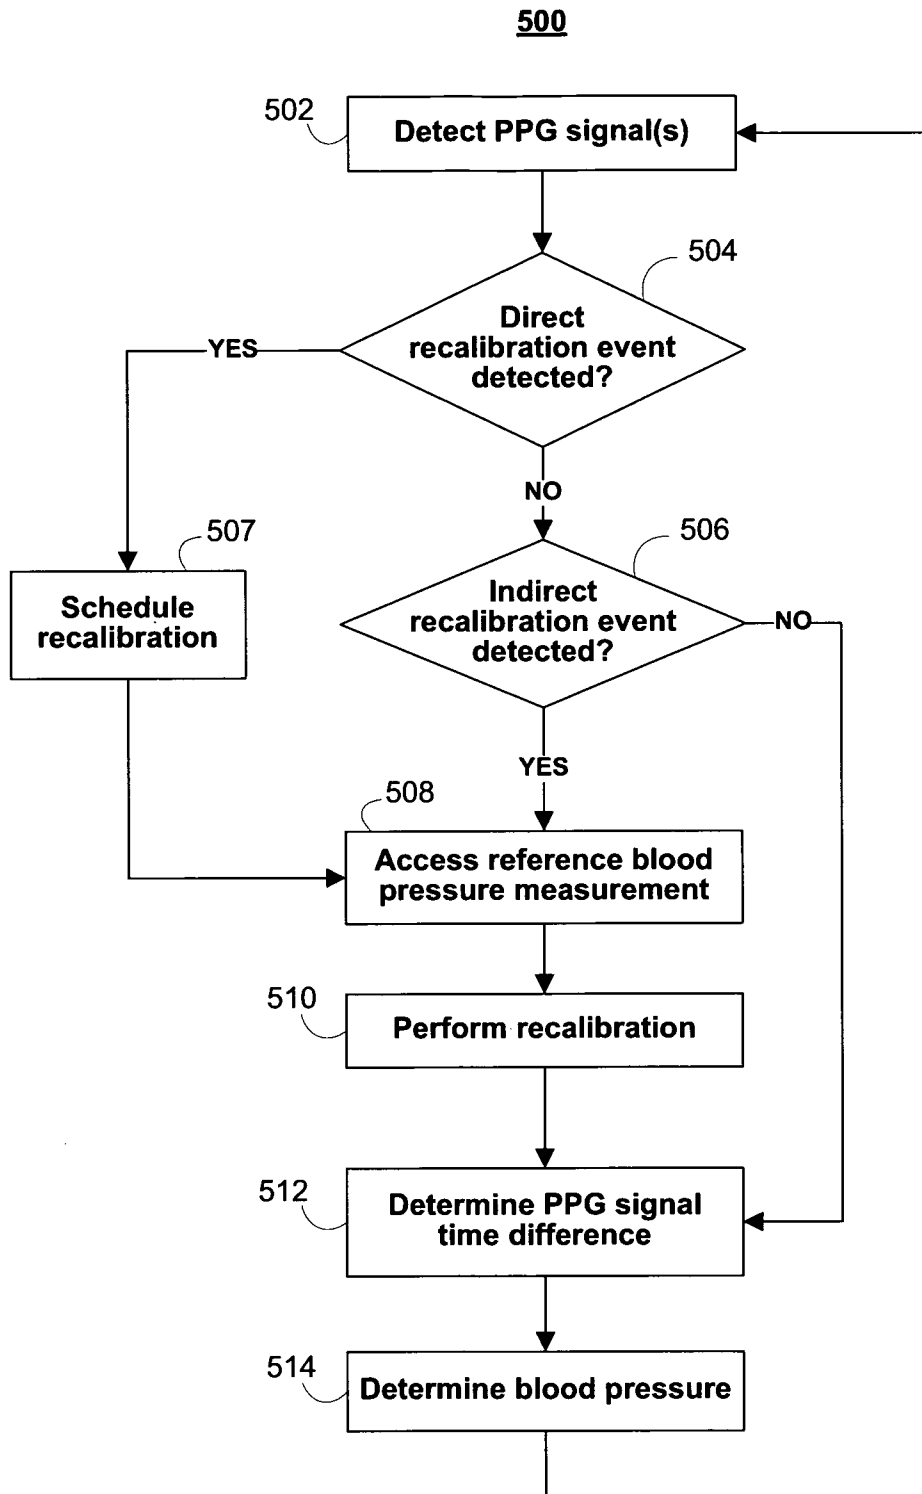 500
502
Detect PPG signal(s)
504
Direct
recalibration event
detected?
YES
NO
507
Schedule
recalibration
506
Indirect
recalibration event
detected?
NO
YES
508
Access reference blood
pressure measurement
510
Perform recalibration
512
Determine PPG signal
time difference
514
Determine blood pressure